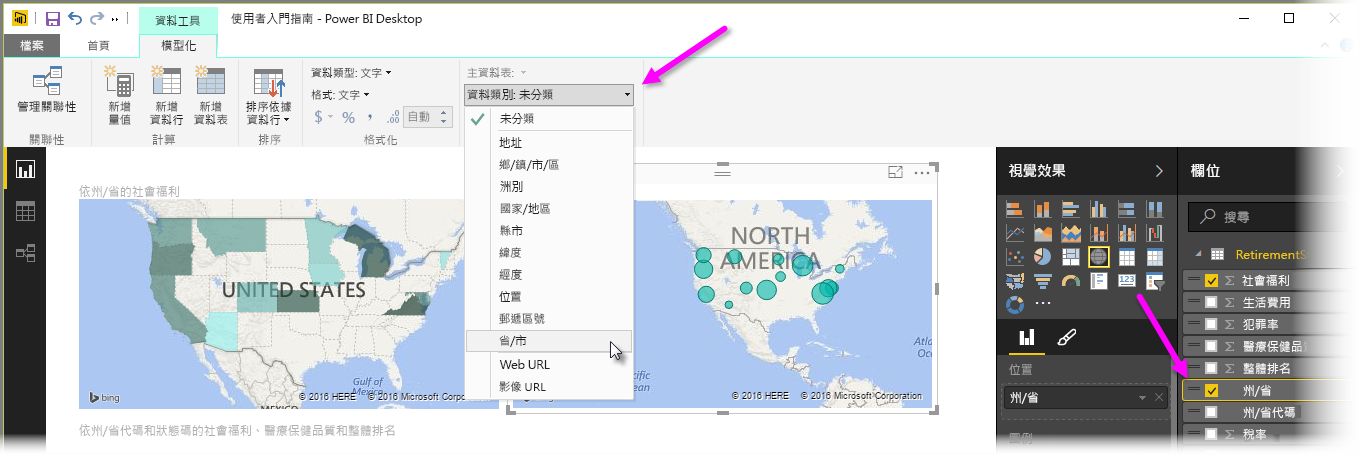 資料工具
使用者入門指南 - Power BI Desktop
檔案
首頁
模型化
管理關聯性
關聯性
新增
量值
新增
資料行
新增
資料表
計算
排序依據
資料行
排序
資料類型: 文字
格式: 文字
$ % , .00
自動
格式化
主資料表:
資料類別: 未分類
未分類
地址
鄉/鎮/市/區
洲別
國家/地區
縣市
緯度
經度
位置
郵遞區號
省/市
Web URL
影像 URL
依州/省的社會福利
UNITED STATES
Gulf of
Mexico
MEXICO
bing
© 2016 HERE © 2016 Microsoft Corporation
NORTH
AMERICA
Atla
Oc
© 2016 HERE © 2016 Microsoft Corporation
依州/省代碼和狀態碼的社會福利、醫療保健品質和整體排名
視覺效果
123
位置
州/省
圖例
欄位
搜尋
RetirementS
社會福利
生活費用
犯罪率
醫療保健品質
整體排名
州/省
州/省代碼
稅率